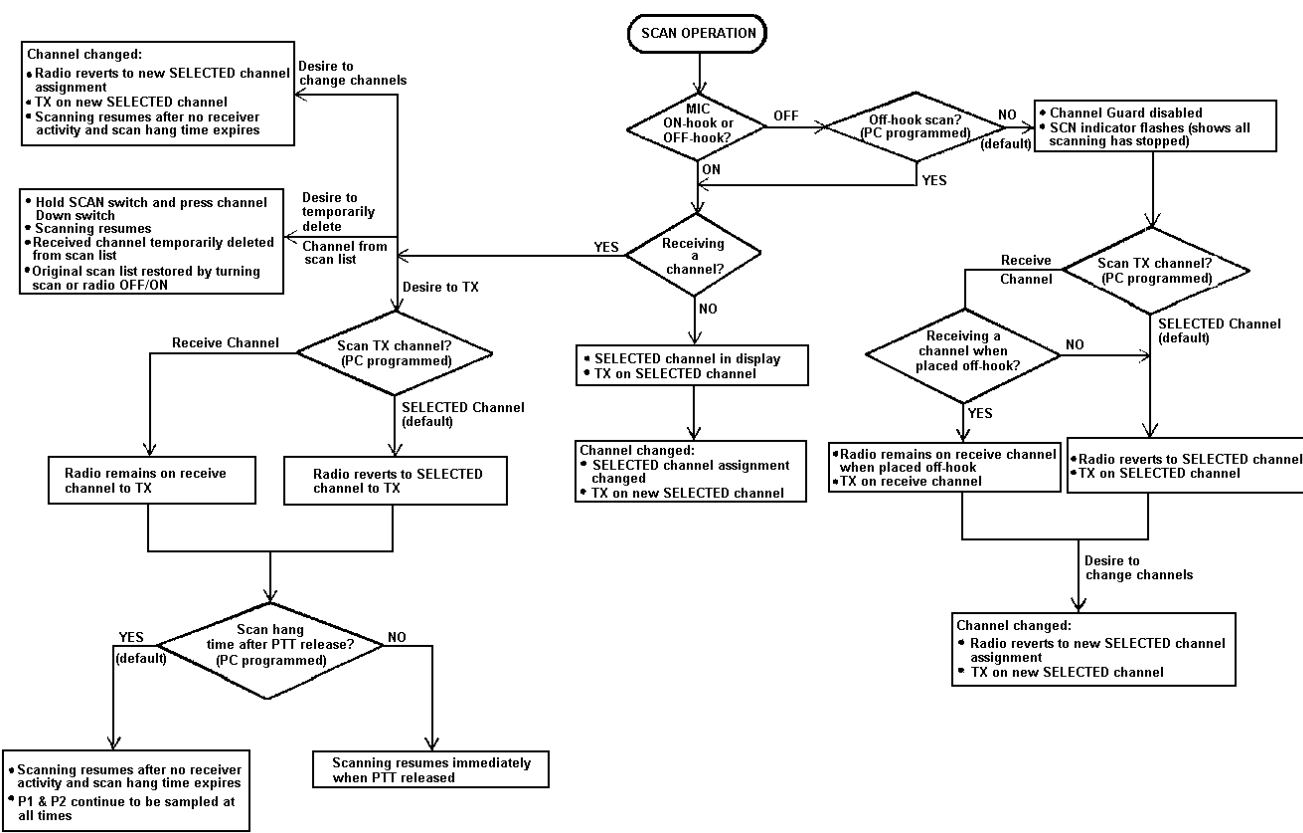 SCAN OPERATION
MIC
ON-hook or
OFF-hook?
OFF
ON
Off-hook scan?
(PC programmed)
NO
(default)
YES
• Channel Guard disabled
• SCN indicator flashes (shows all
scanning has stopped)
Channel changed:
• Radio reverts to new SELECTED channel
assignment
• TX on new SELECTED channel
• Scanning resumes after no receiver
activity and scan hang time expires
Desire to
change channels
• Hold SCAN switch and press channel
Down switch
• Scanning resumes
• Received channel temporarily deleted
from scan list
• Original scan list restored by turning
scan or radio OFF/ON
Desire to
temporarily
delete
Channel from
scan list
YES
Receiving
a
channel?
NO
Desire to TX
Receive Channel
Scan TX channel?
(PC programmed)
SELECTED Channel
(default)
Radio remains on receive
channel to TX
Radio reverts to SELECTED
channel to TX
YES
(default)
Scan hang
time after PTT release?
(PC programmed)
NO
• Scanning resumes after no receiver
activity and scan hang time expires
• P1 & P2 continue to be sampled at
all times
Scanning resumes immediately
when PTT released
• SELECTED channel in display
• TX on SELECTED channel
Channel changed:
• SELECTED channel assignment
changed
• TX on new SELECTED channel
Receive
Channel
Scan TX channel?
(PC programmed)
SELECTED Channel
(default)
Receiving a
channel when
placed off-hook?
NO
YES
• Radio remains on receive channel
when placed off-hook
• TX on receive channel
• Radio reverts to SELECTED channel
• TX on SELECTED channel
Desire to
change channels
Channel changed:
• Radio reverts to new SELECTED channel
assignment
• TX on new SELECTED channel